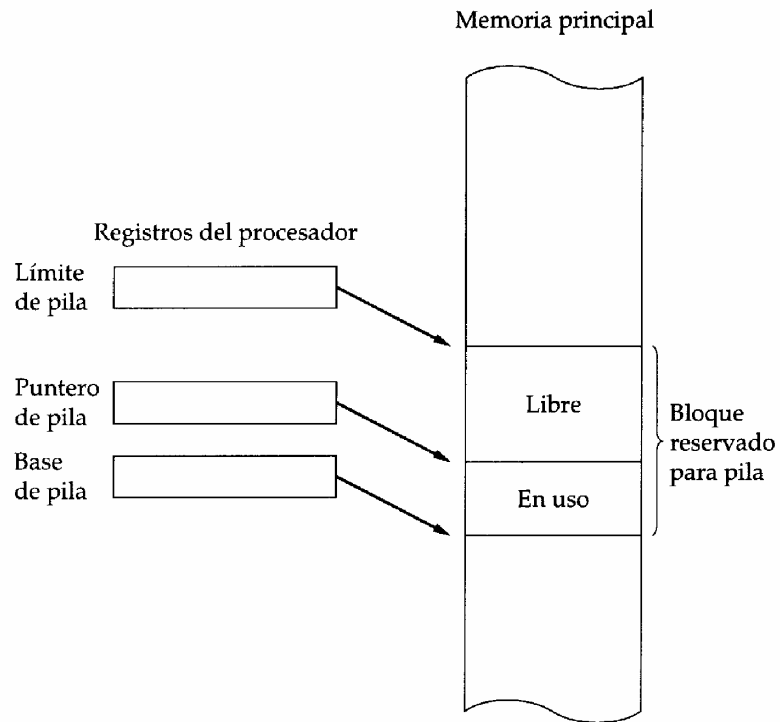 Memoria principal
Registros del procesador
Límite
de pila
Puntero
de pila
Base
de pila
Libre
En uso
Bloque
reservado
para pila